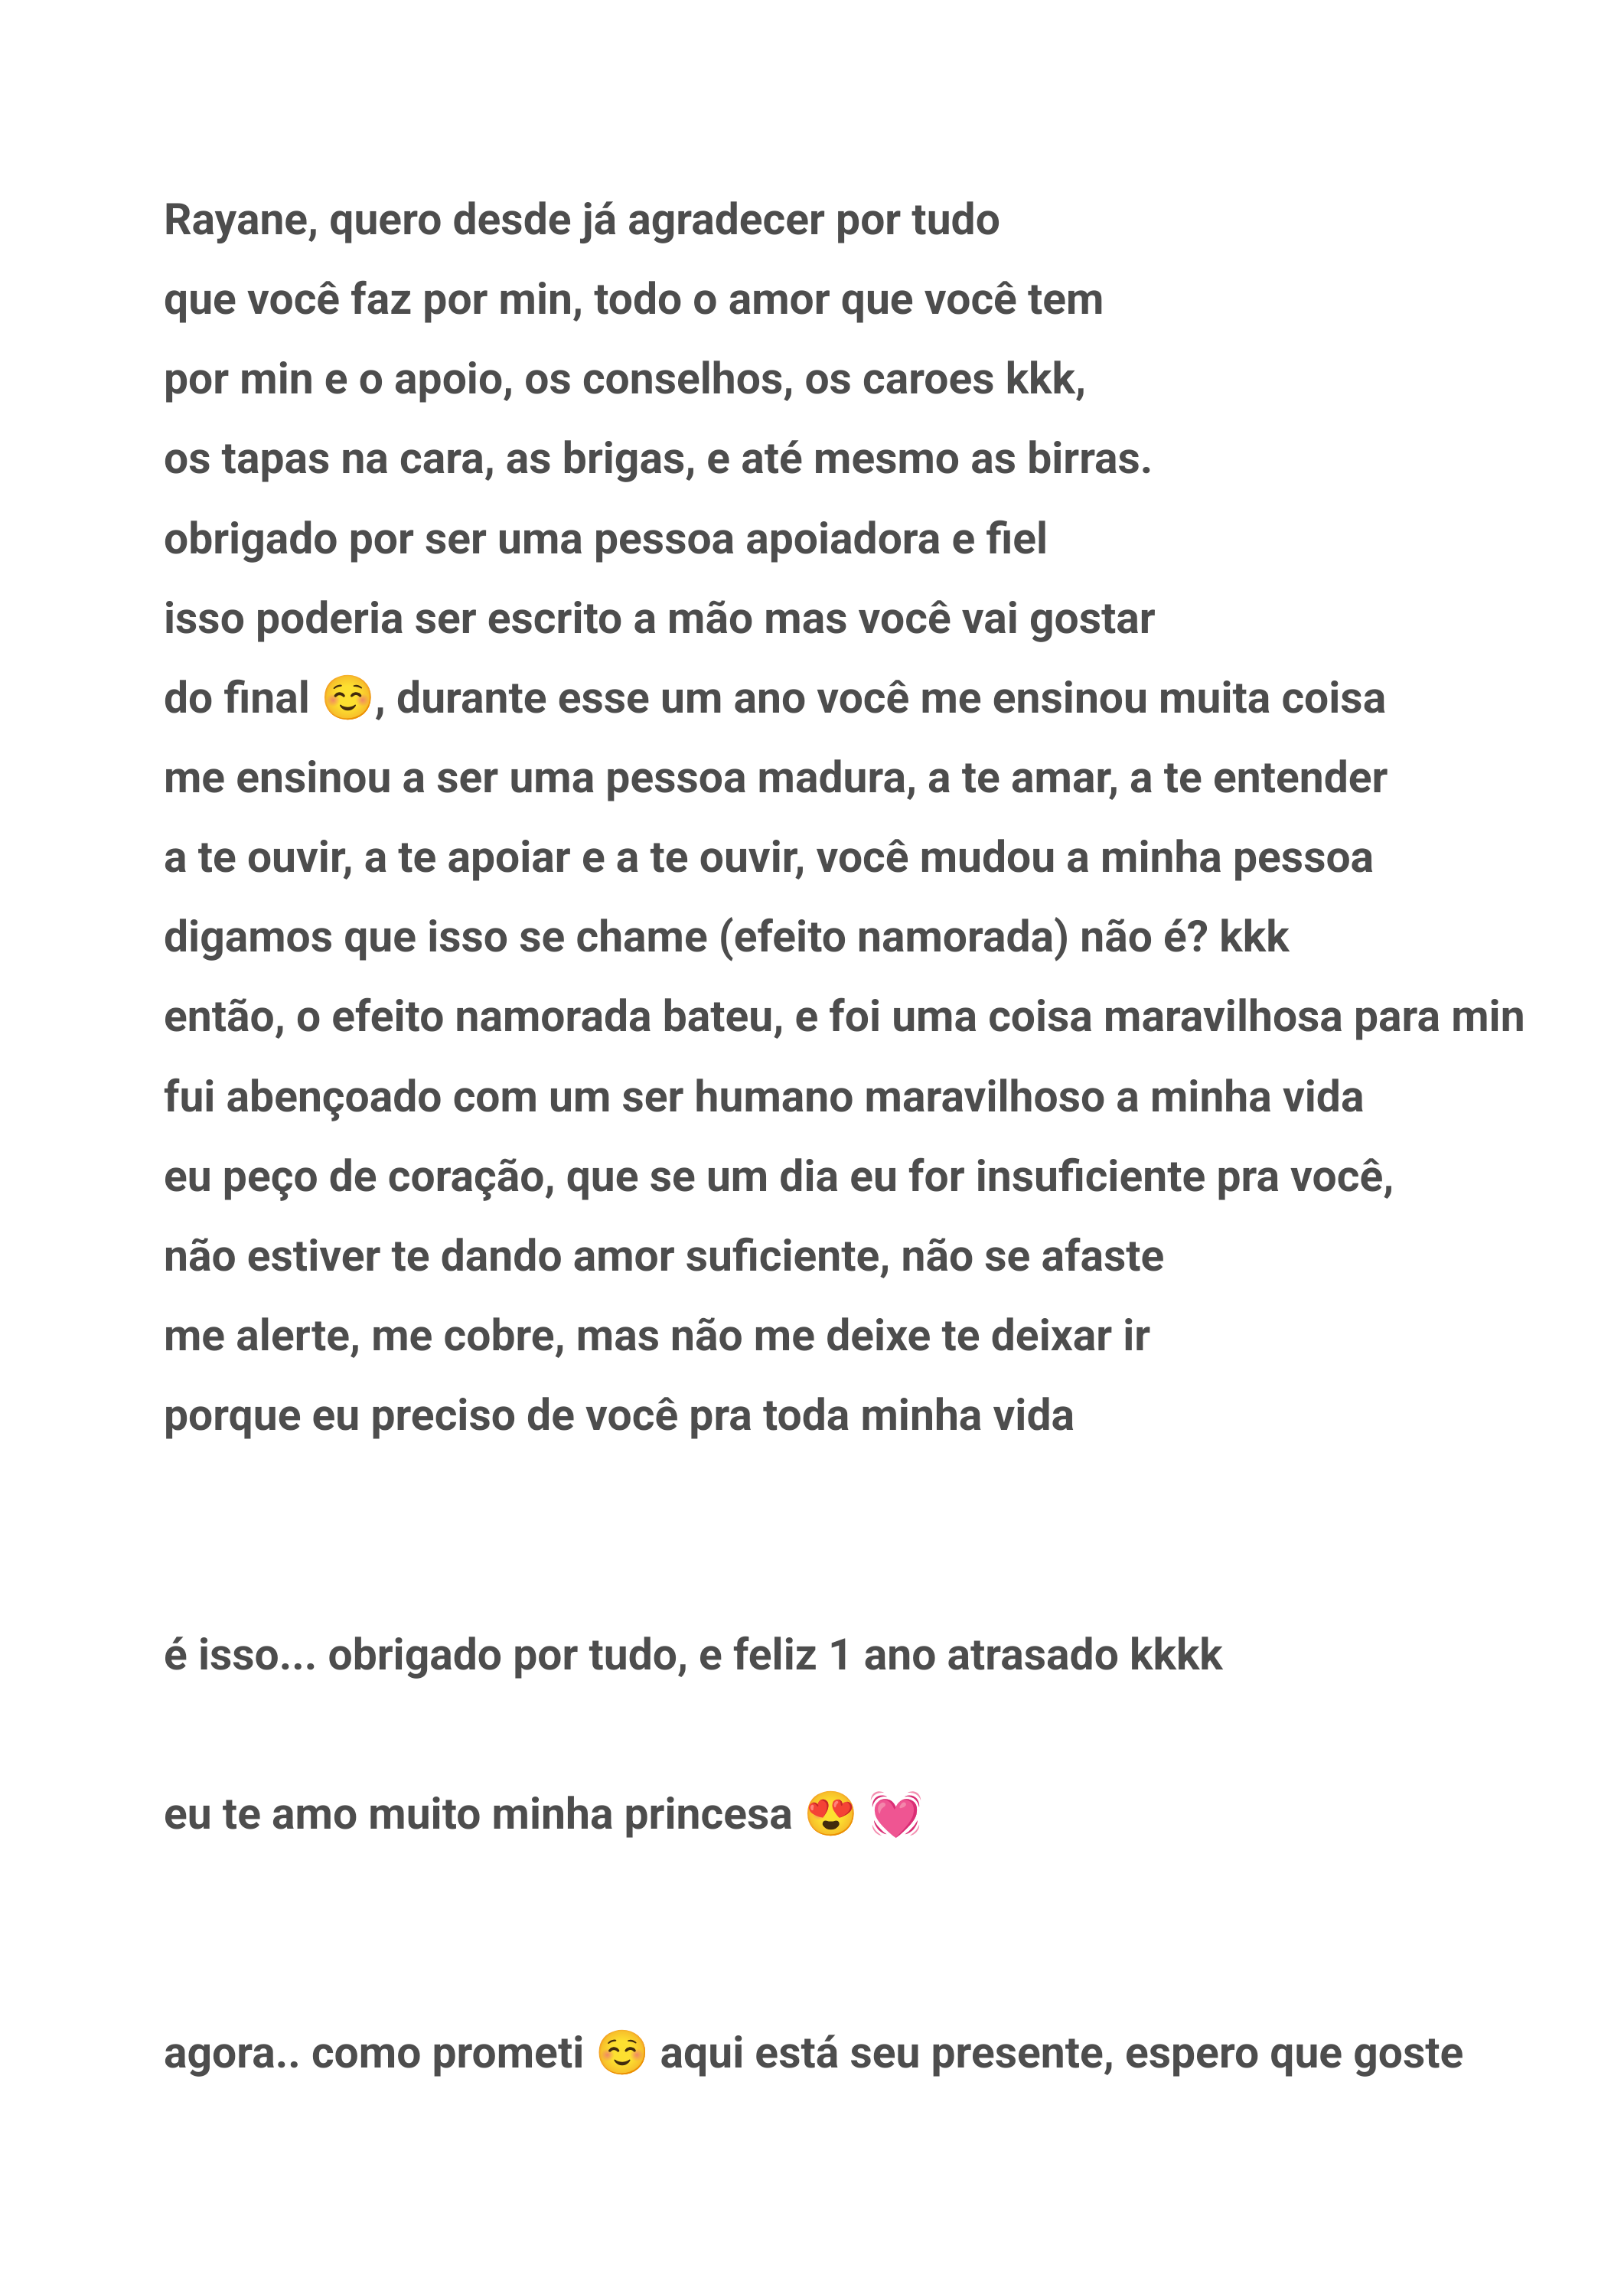 Rayane, quero desde já agradecer por tudo
que você faz por min, todo o amor que você tem
por min e o apoio, os conselhos, os caroes kkk,
os tapas na cara, as brigas, e até mesmo as birras.
obrigado por ser uma pessoa apoiadora e fiel
isso poderia ser escrito a mão mas você vai gostar
do final ☺️, durante esse um ano você me ensinou muita coisa
me ensinou a ser uma pessoa madura, a te amar, a te entender
a te ouvir, a te apoiar e a te ouvir, você mudou a minha pessoa
digamos que isso se chame (efeito namorada) não é? kkk
então, o efeito namorada bateu, e foi uma coisa maravilhosa para min
fui abençoado com um ser humano maravilhoso a minha vida
eu peço de coração, que se um dia eu for insuficiente pra você,
não estiver te dando amor suficiente, não se afaste
me alerte, me cobre, mas não me deixe te deixar ir
porque eu preciso de você pra toda minha vida
é isso... obrigado por tudo, e feliz 1 ano atrasado kkkk
eu te amo muito minha princesa 😍 💓
agora.. como prometi ☺️ aqui está seu presente, espero que goste